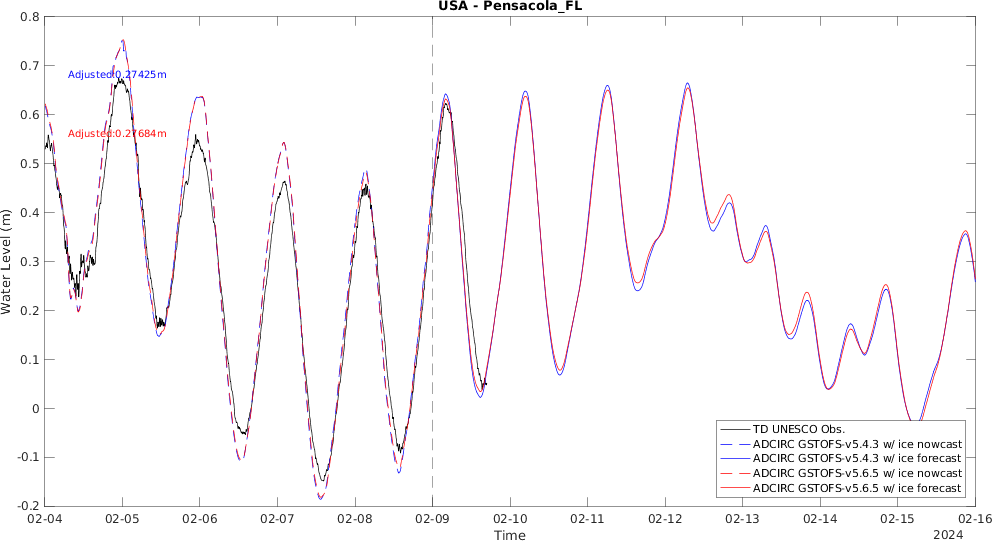 USA - Pensacola_FL
0.8
0.7
0.6
0.5
0.4
0.3
0.2
0.1
0
-0.1
-0.2
Water Level (m)
Adjusted:0.27425m
Adjusted:0.27684m
TD UNESCO Obs.
ADCIRC GSTOFS-v5.4.3 w/ ice nowcast
ADCIRC GSTOFS-v5.4.3 w/ ice forecast
ADCIRC GSTOFS-v5.6.5 w/ ice nowcast
ADCIRC GSTOFS-v5.6.5 w/ ice forecast
02-04 02-05 02-06 02-07 02-08 02-09 02-10 02-11 02-12 02-13 02-14 02-15 02-16
Time
2024